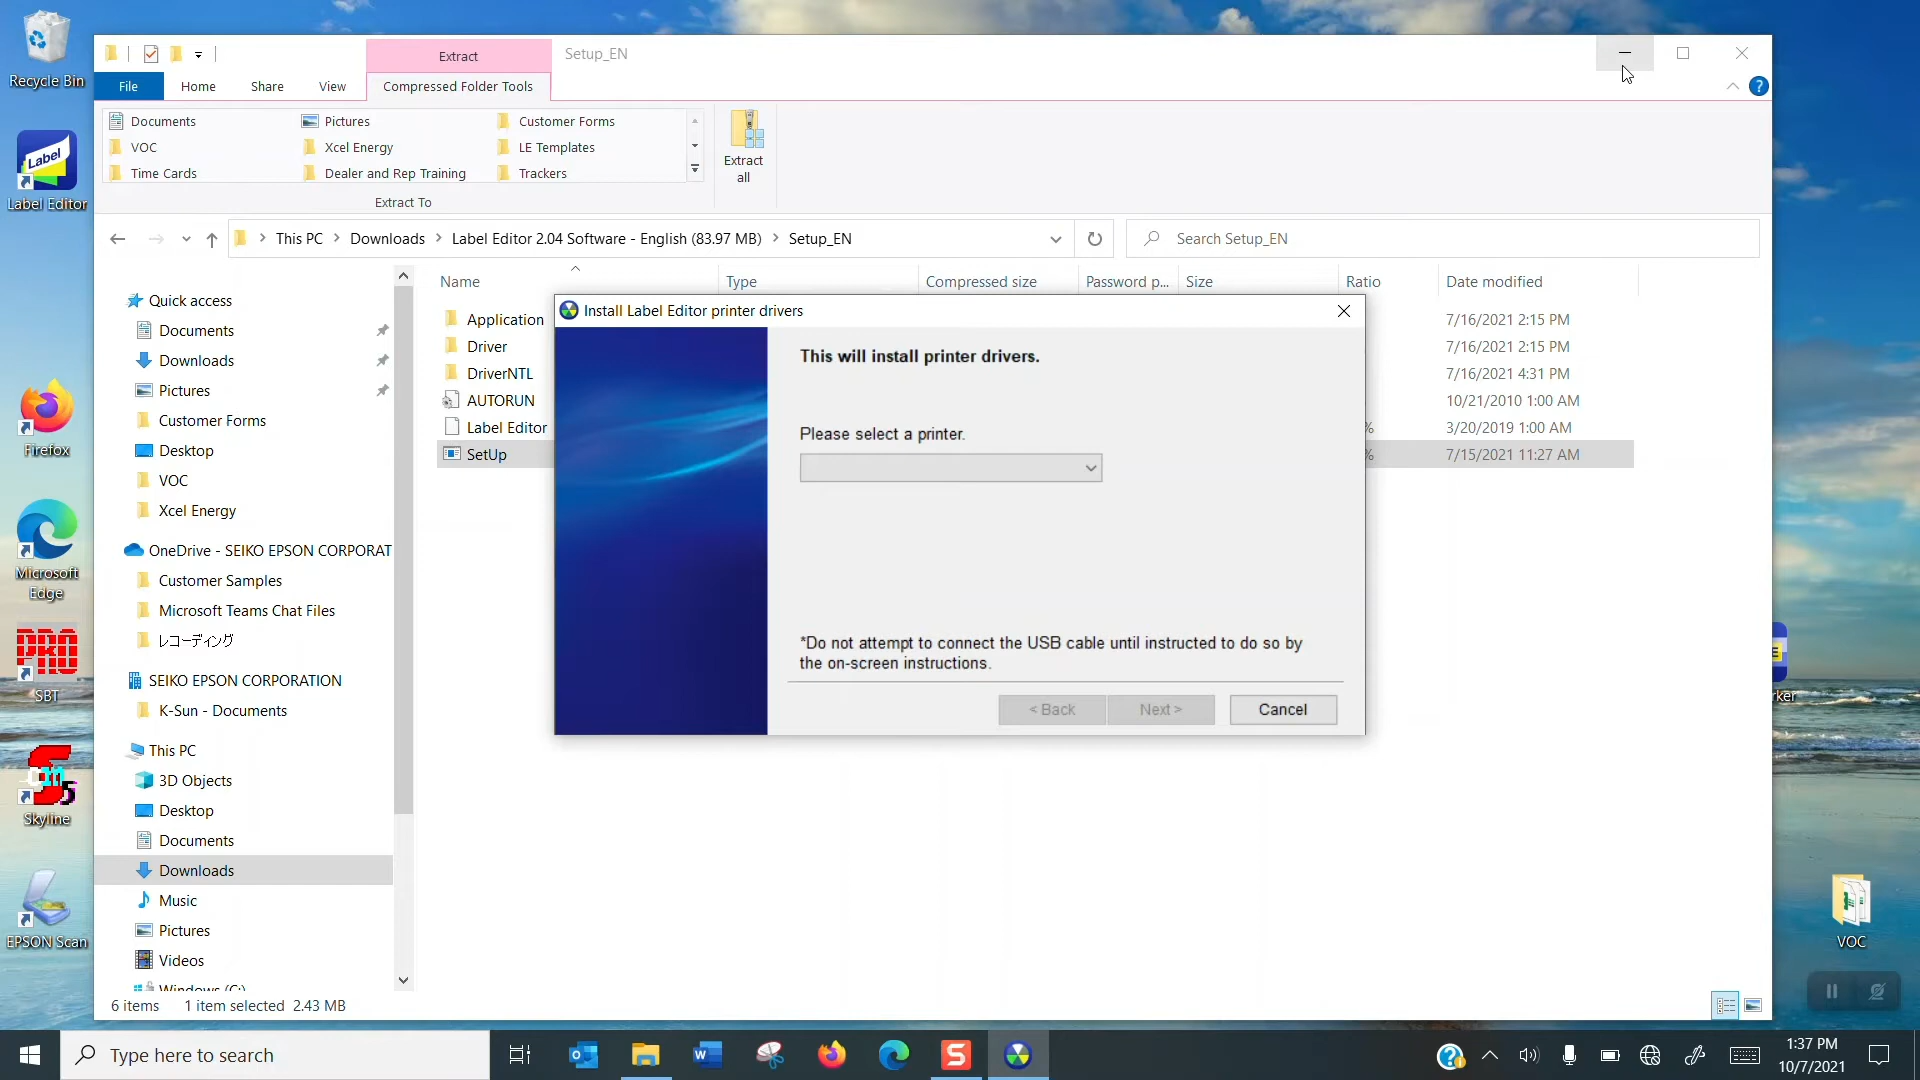 Recycle Bin
Label
Label Editor
Firefox
Microsoft
Edge
PRO
SBT
Skyline
EPSON Scan
Extract
Setup_EN
File
Home
Share
View
Compressed Folder Tools
?
Documents
Pictures
Customer Forms
VOC
Xcel Energy
LE Templates
Time Cards
Dealer and Rep Training
Trackers
Extract To
Extract
all
This PC > Downloads > Label Editor 2.04 Software - English (83.97 MB) > Setup_EN
Search Setup_EN
Name
Type
Compressed size
Password p...
Size
Ratio
Date modified
Quick access
Documents
Downloads
Pictures
Customer Forms
Desktop
VOC
Xcel Energy
OneDrive - SEIKO EPSON CORPORAT
Customer Samples
Microsoft Teams Chat Files
レコーディング
SEIKO EPSON CORPORATION
K-Sun - Documents
This PC
3D Objects
Desktop
Documents
Downloads
Music
Pictures
Videos
Windows (C:)
Application
7/16/2021 2:15 PM
Driver
7/16/2021 2:15 PM
DriverNTL
7/16/2021 4:31 PM
AUTORUN
10/21/2010 1:00 AM
Label Editor
%
3/20/2019 1:00 AM
SetUp
%
7/15/2021 11:27 AM
Install Label Editor printer drivers
This will install printer drivers.
Please select a printer.
*Do not attempt to connect the USB cable until instructed to do so by
the on-screen instructions.
< Back
Next >
Cancel
6 items
1 item selected 2.43 MB
VOC
Type here to search
1:37 PM
10/7/2021